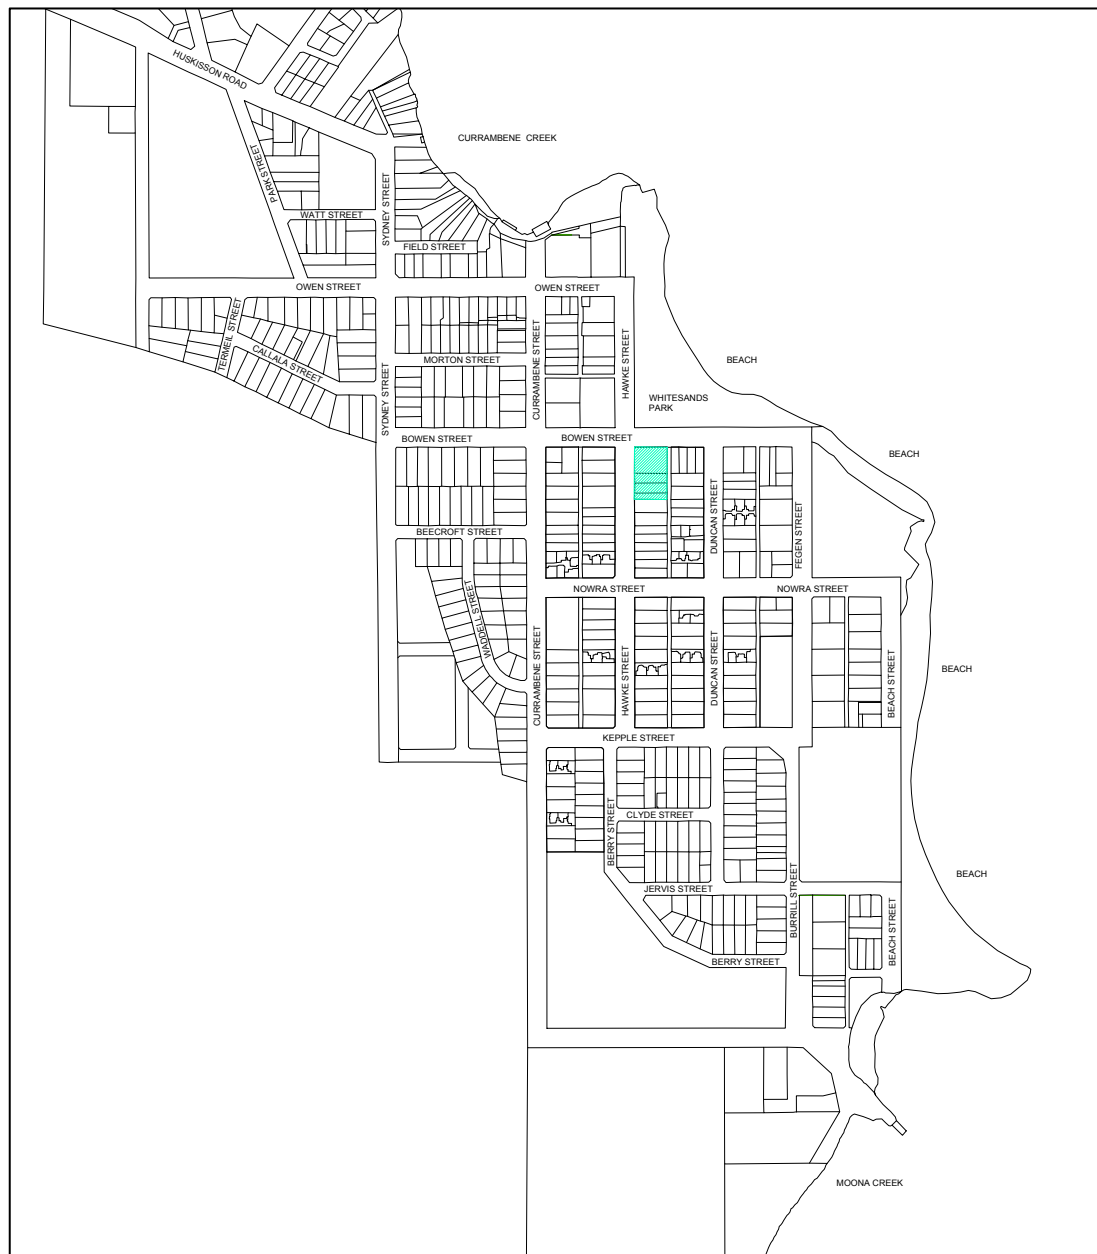 HUSKISSON ROAD
CURRAMBENE CREEK
PARK STREET
SYDNEY STREET
WATT STREET
FIELD STREET
OWEN STREET
OWEN STREET
TERMEIL STREET
CALLALA STREET
MORTON STREET
CURRAMBENE STREET
HAWKE STREET
BEACH
SYDNEY STREET
WHITESANDS
PARK
BOWEN STREET
BOWEN STREET
BEACH
DUNCAN STREET
FEGEN STREET
BEECROFT STREET
NOWRA STREET
NOWRA STREET
WADDELL STREET
CURRAMBENE STREET
HAWKE STREET
DUNCAN STREET
BEACH STREET
BEACH
KEPPLE STREET
BERRY STREET
CLYDE STREET
BEACH
JERVIS STREET
BURRILL STREET
BEACH STREET
BERRY STREET
MOONA CREEK